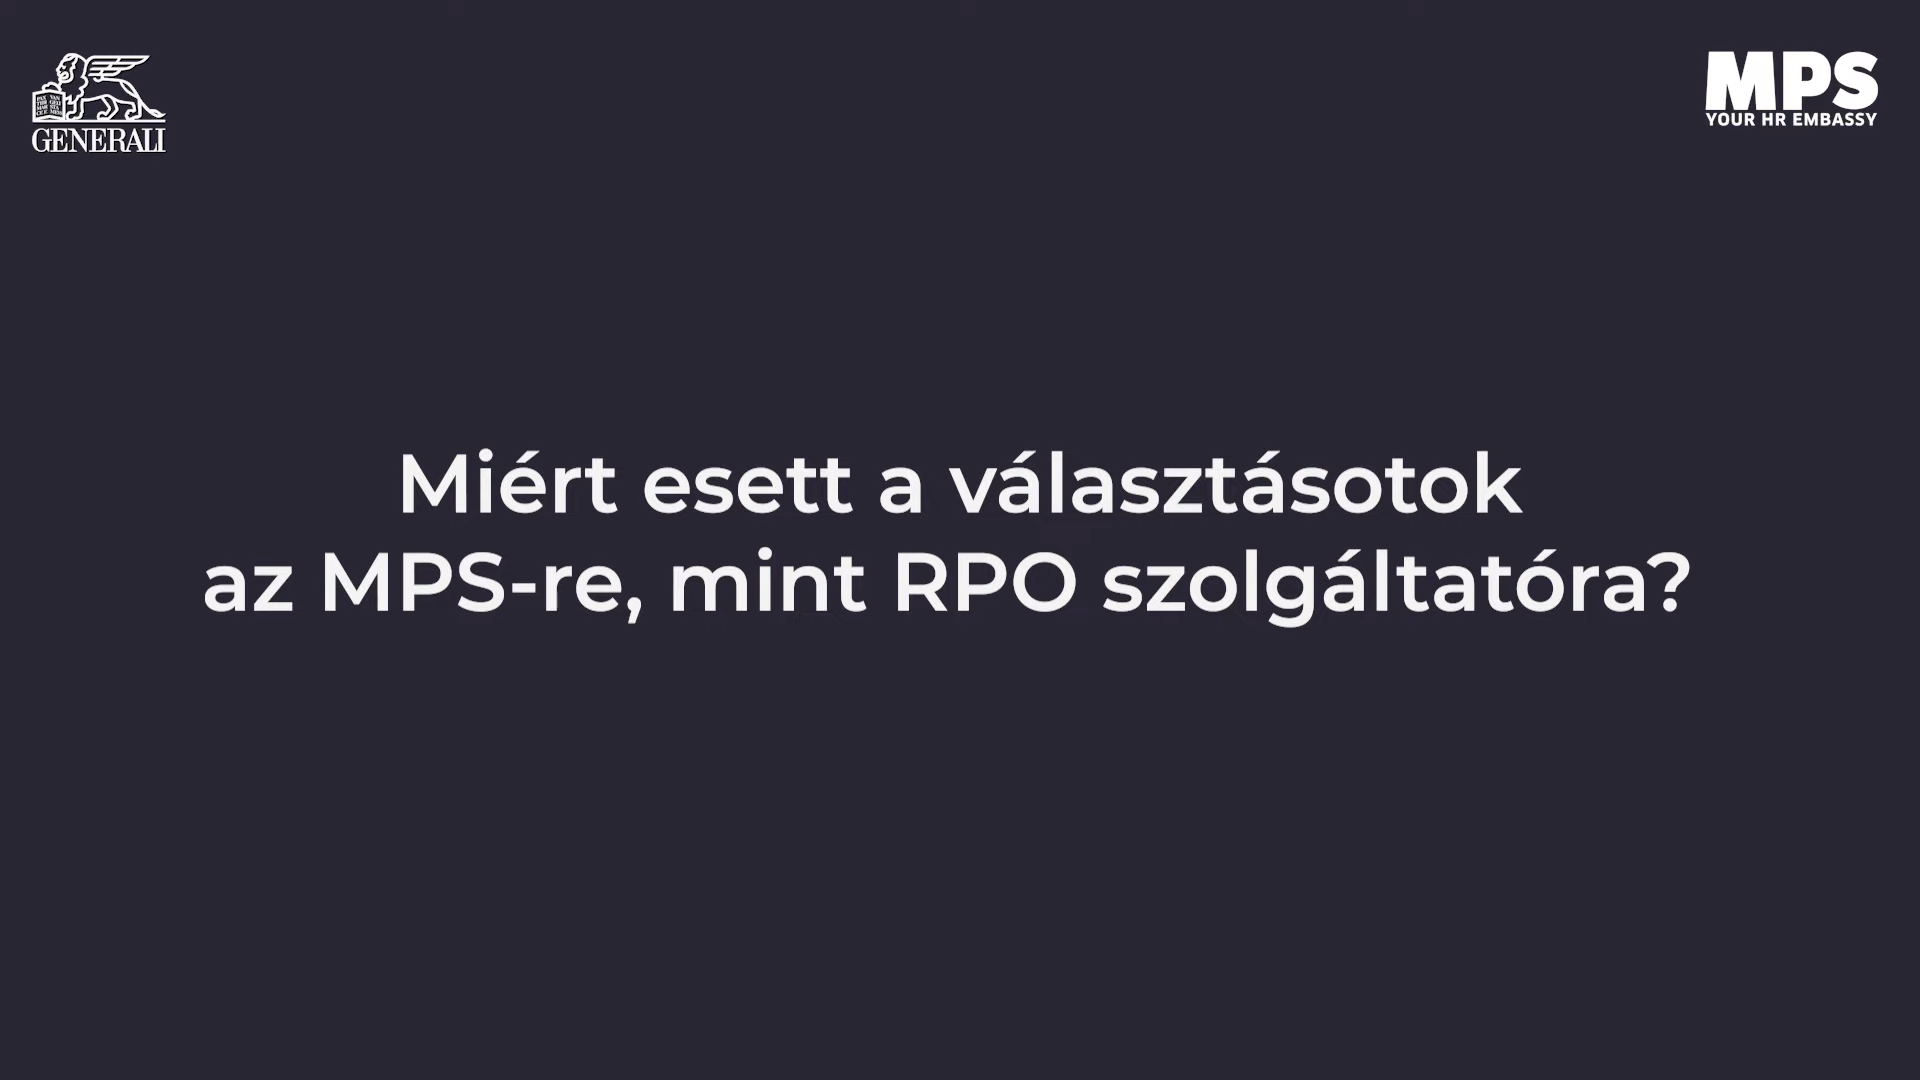 GENERALI
MPS
YOUR HR EMBASSY
Miért esett a választásotok
az MPS-re, mint RPO szolgáltatóra?